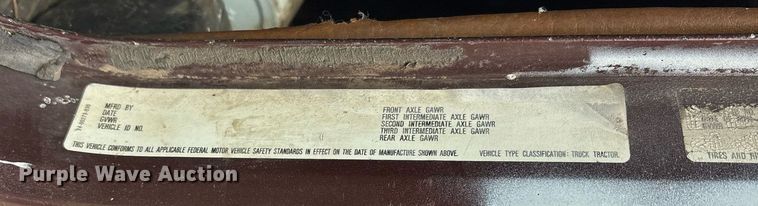 MFRD BY
DATE
GVWR
VEHICLE ID NO.
FRONT AXLE GAWR
FIRST INTERMEDIATE AXLE GAWR
SECOND INTERMEDIATE AXLE GAWR
THIRD INTERMEDIATE AXLE GAWR
REAR AXLE GAWR
THIS VEHICLE CONFORMS TO ALL APPLICABLE FEDERAL MOTOR VEHICLE SAFETY STANDARDS IN EFFECT ON THE DATE OF MANUFACTURE SHOWN ABOVE. VEHICLE TYPE CLASSIFICATION: TRUCK TRACTOR.
TIRES AND
Purple Wave Auction